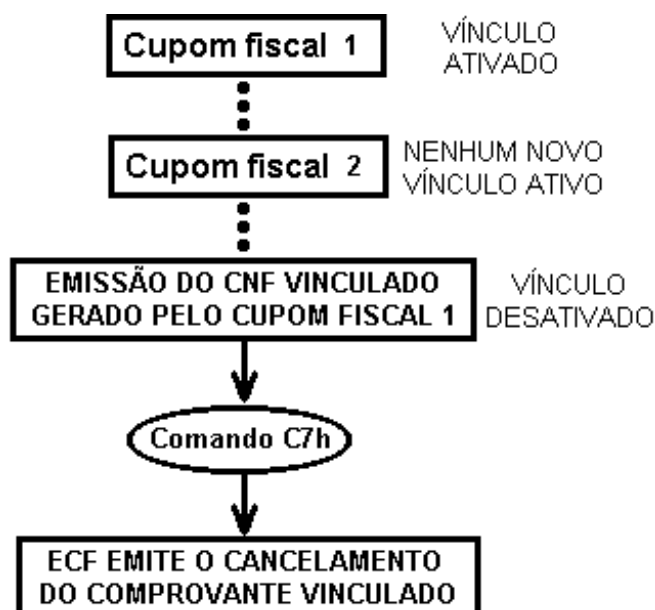 Cupom fiscal 1
VÍNCULO
ATIVADO
Cupom fiscal 2
NENHUM NOVO
VÍNCULO ATIVO
EMISSÃO DO CNF VINCULADO
GERADO PELO CUPOM FISCAL 1
VÍNCULO
DESATIVADO
Comando C7h
ECF EMITE O CANCELAMENTO
DO COMPROVANTE VINCULADO